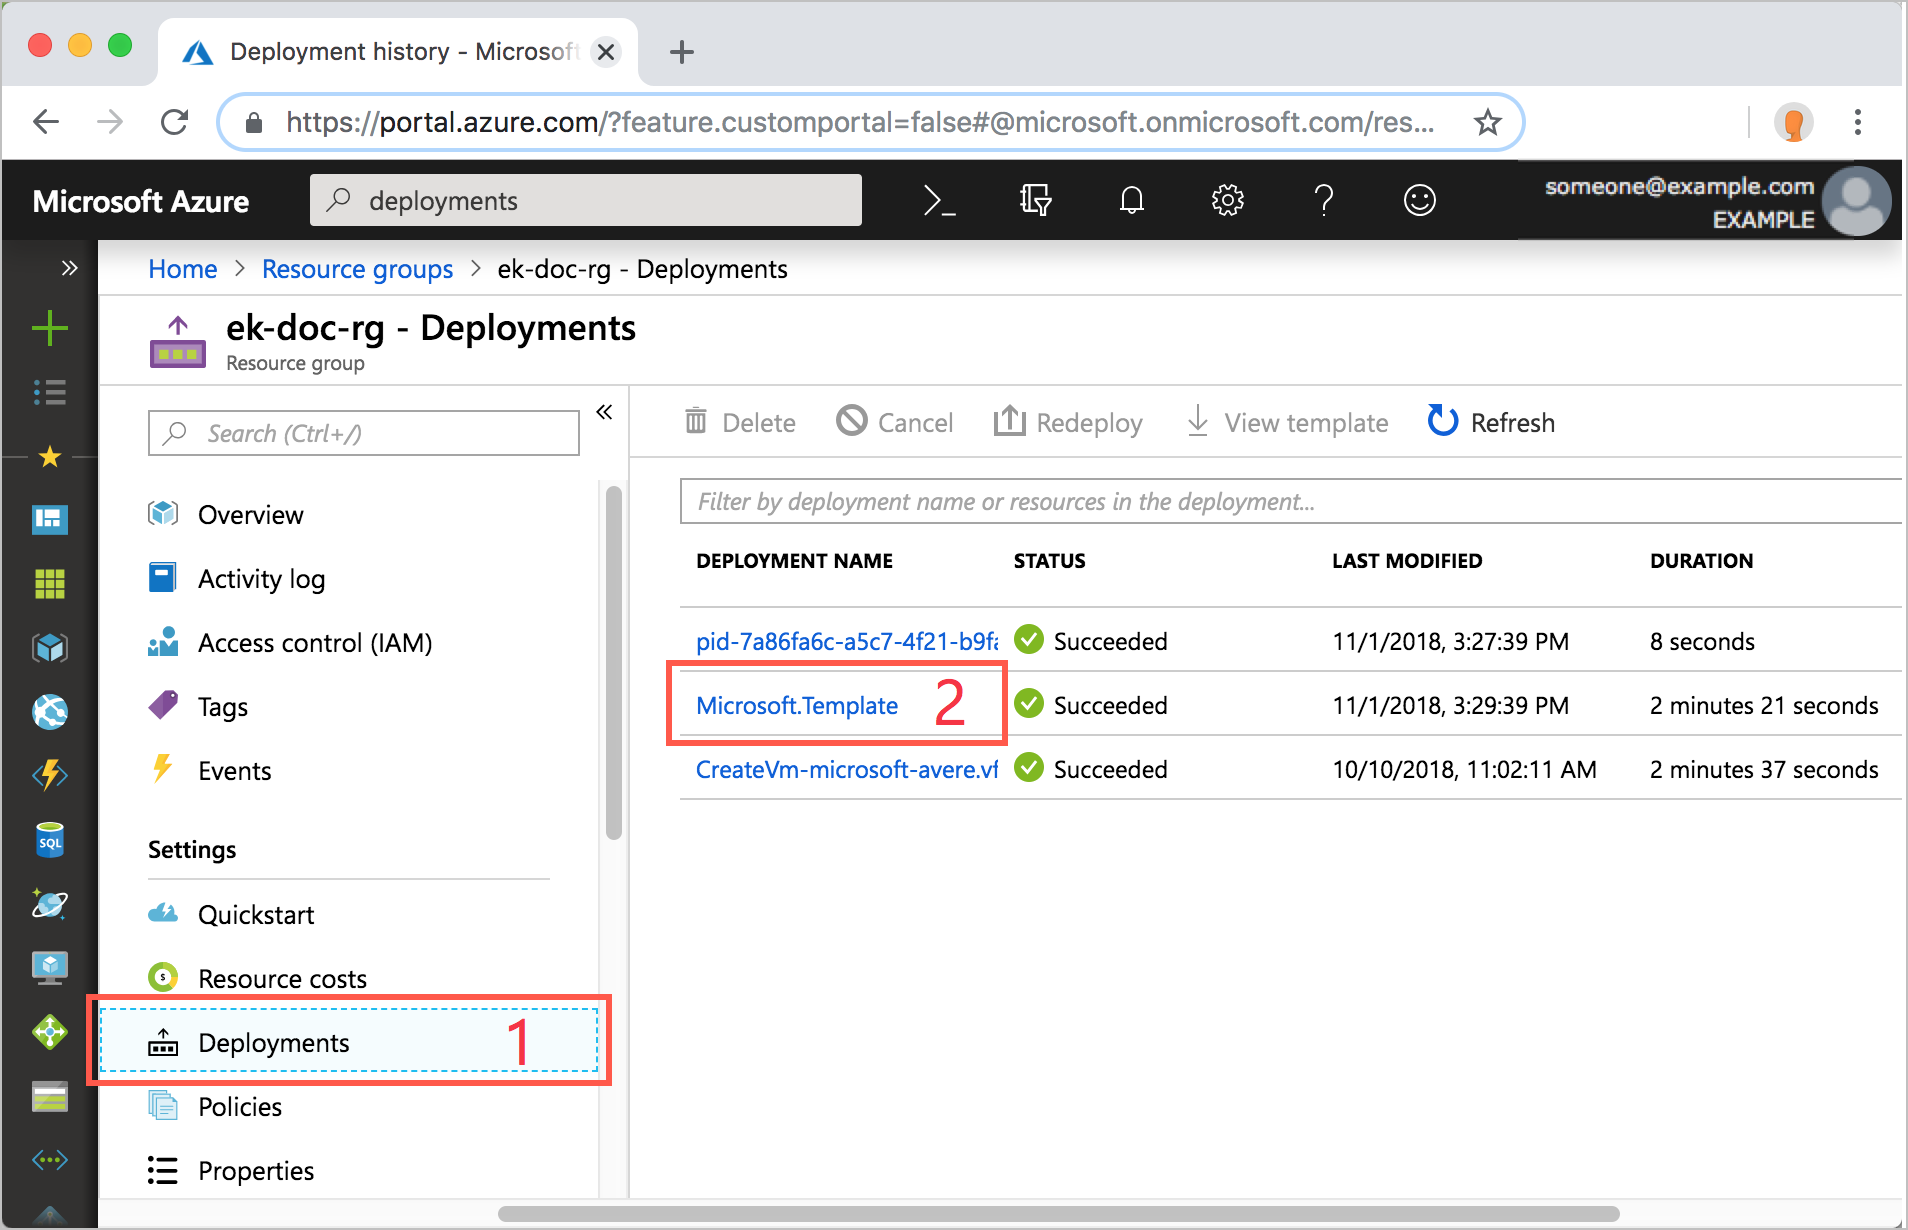 Deployment history - Microsoft
https://portal.azure.com/?feature.customportal=false#@microsoft.onmicrosoft.com/res...
Microsoft Azure
deployments
someone@example.com
EXAMPLE
Home > Resource groups > ek-doc-rg - Deployments
ek-doc-rg - Deployments
Resource group
Search (Ctrl+/)
Overview
Activity log
Access control (IAM)
Tags
Events
Settings
Quickstart
Resource costs
Deployments 1
Policies
Properties
Delete Cancel Redeploy View template Refresh
Filter by deployment name or resources in the deployment...
DEPLOYMENT NAME STATUS LAST MODIFIED DURATION
pid-7a86fa6c-a5c7-4f21-b9fa Succeeded 11/1/2018, 3:27:39 PM 8 seconds
Microsoft.Template 2 Succeeded 11/1/2018, 3:29:39 PM 2 minutes 21 seconds
CreateVm-microsoft-avere.vf Succeeded 10/10/2018, 11:02:11 AM 2 minutes 37 seconds
SQL